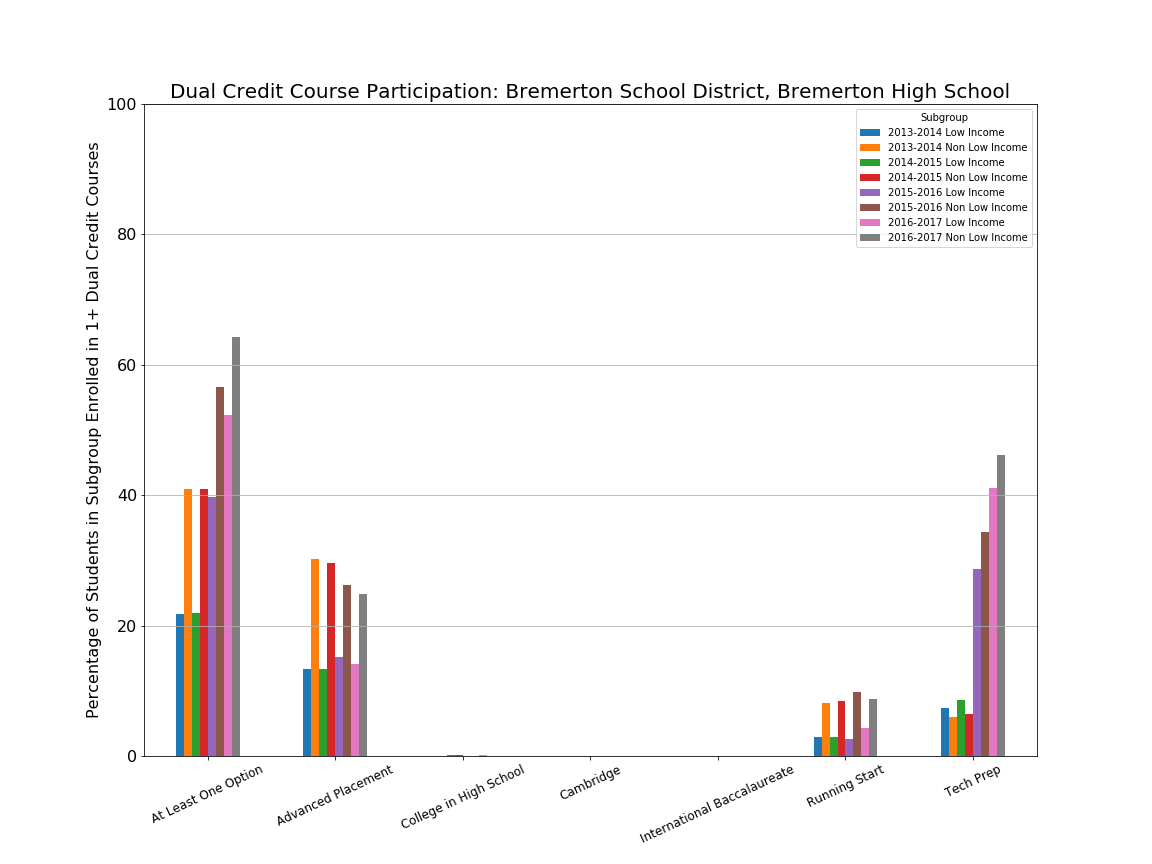 Dual Credit Course Participation: Bremerton School District, Bremerton High School
Percentage of Students in Subgroup Enrolled in 1+ Dual Credit Courses
100
80
60
40
20
0
Subgroup
2013-2014 Low Income
2013-2014 Non Low Income
2014-2015 Low Income
2014-2015 Non Low Income
2015-2016 Low Income
2015-2016 Non Low Income
2016-2017 Low Income
2016-2017 Non Low Income
At Least One Option
Advanced Placement
College in High School
Cambridge
International Baccalaureate
Running Start
Tech Prep